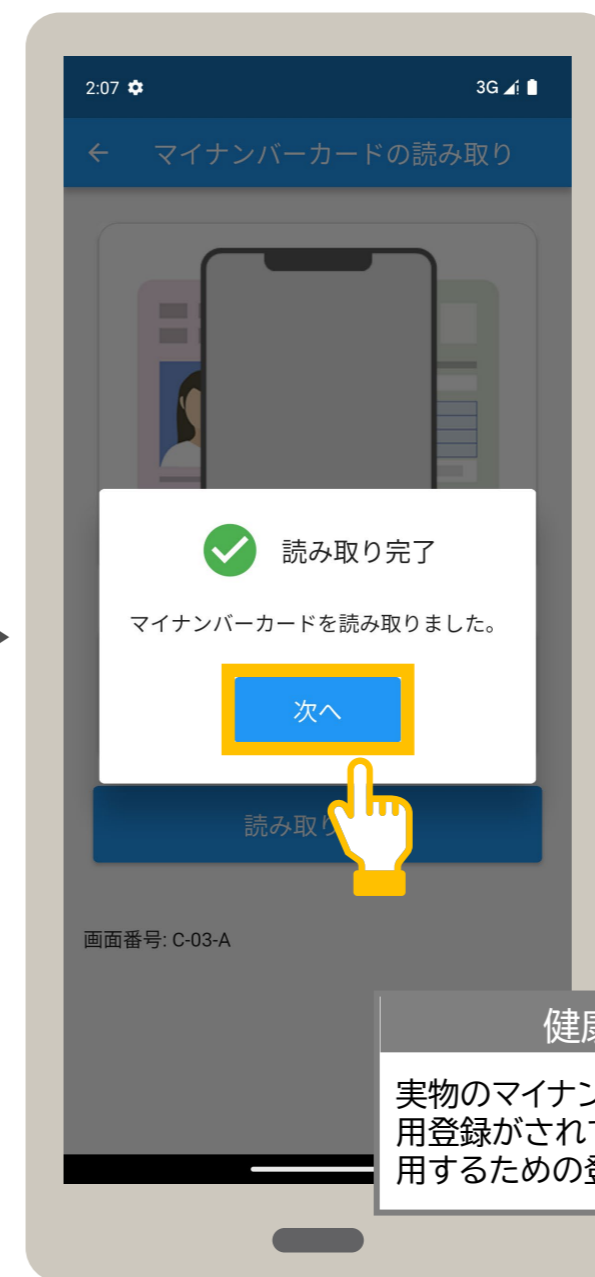 2:07 3G
マイナンバーカードの読み取り
読み取り完了
マイナンバーカードを読み取りました。
次へ
読み取り
画面番号: C-03-A
健康
実物のマイナン
用登録がされて
用するための登